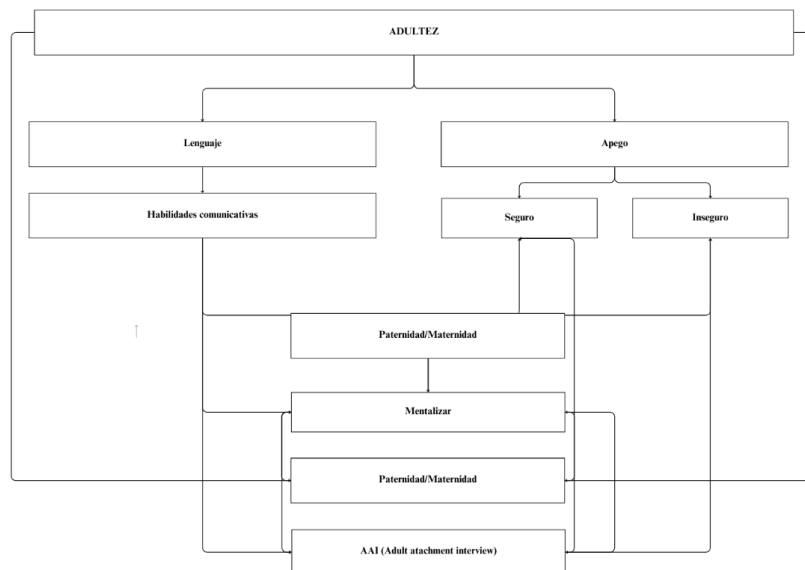 ADULTEZ
Lenguaje
Apego
Habilidades comunicativas
Seguro
Inseguro
Paternidad/Maternidad
Mentalizar
Paternidad/Maternidad
AAI (Adult atachment interview)